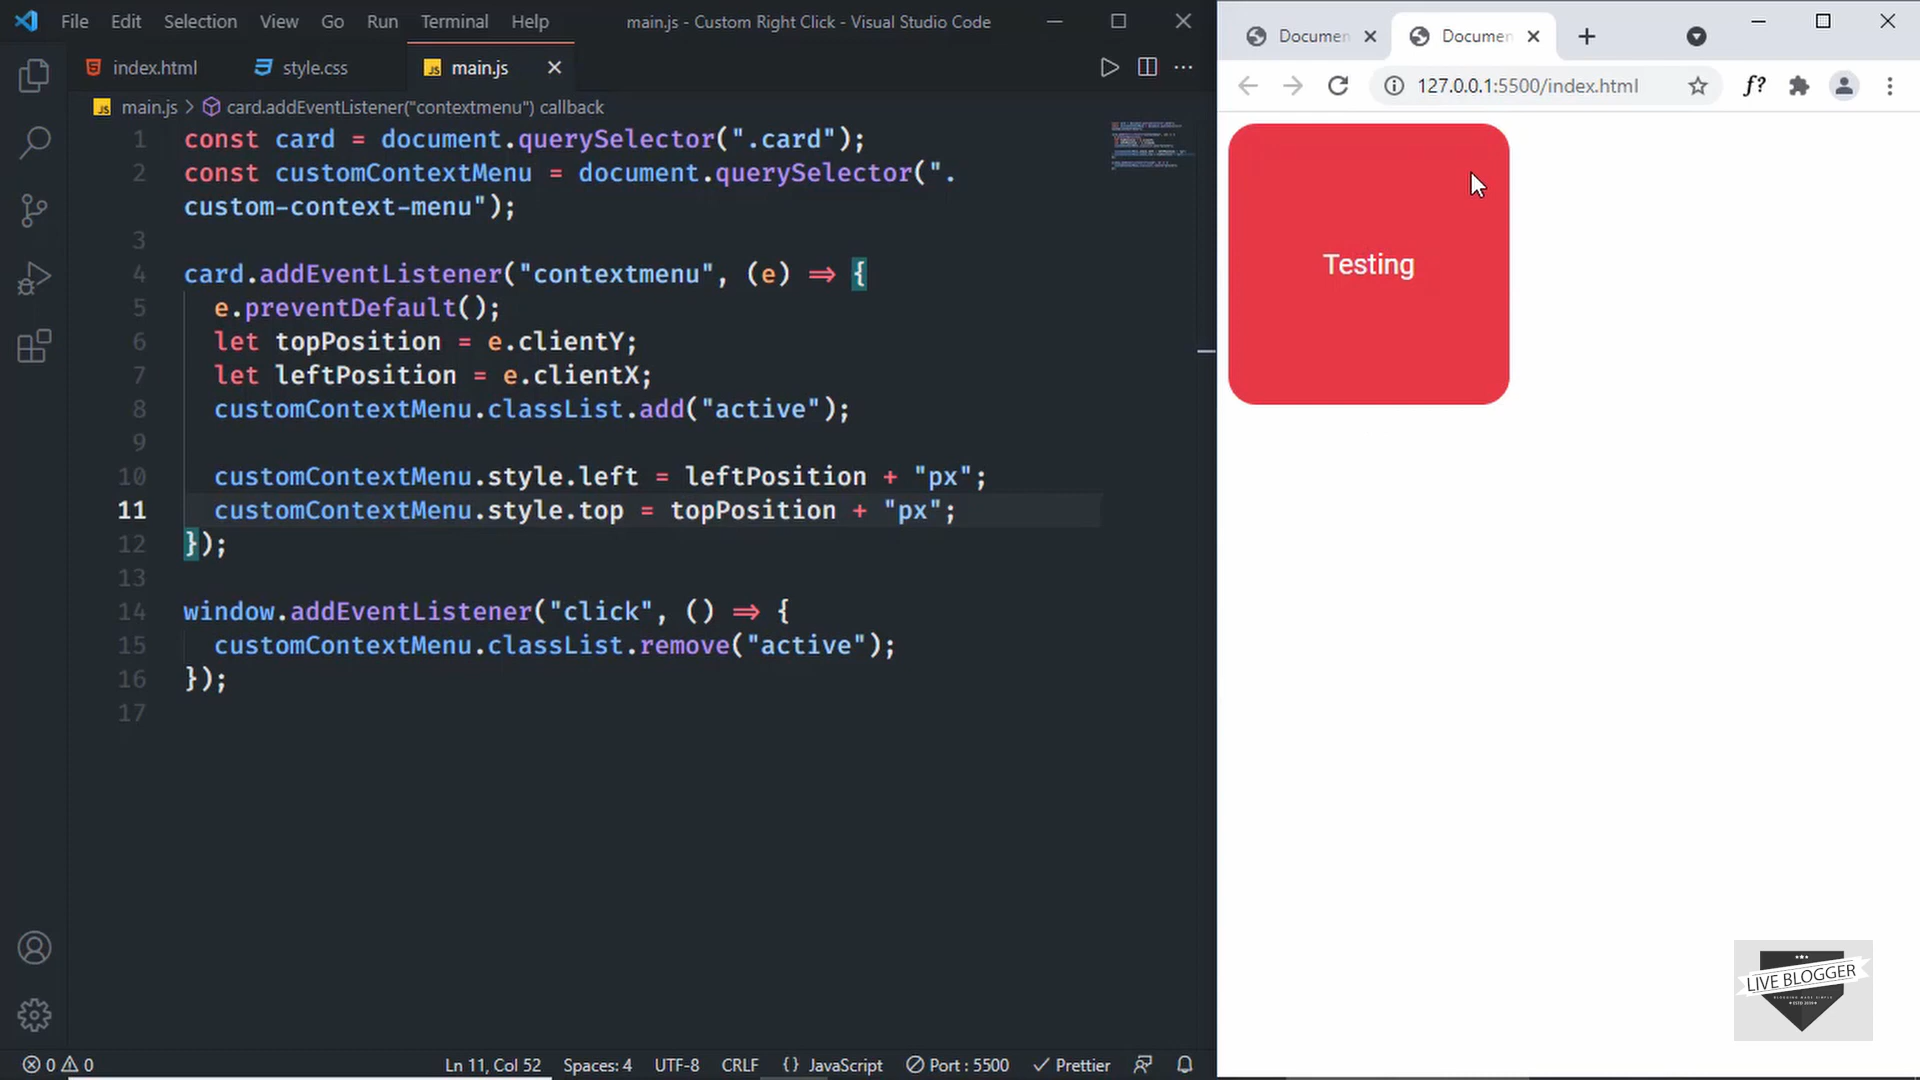 File Edit Selection View Go Run Terminal Help main.js - Custom Right Click - Visual Studio Code
index.html style.css JS main.js
JS main.js > card.addEventListener("contextmenu") callback
1 const card = document.querySelector(".card");
2 const customContextMenu = document.querySelector(".
custom-context-menu");
3
4 card.addEventListener("contextmenu", (e) => {
5 e.preventDefault();
6 let topPosition = e.clientY;
7 let leftPosition = e.clientX;
8 customContextMenu.classList.add("active");
9
10 customContextMenu.style.left = leftPosition + "px";
11 customContextMenu.style.top = topPosition + "px";
12 });
13
14 window.addEventListener("click", () => {
15 customContextMenu.classList.remove("active");
16 });
17
0 0 Ln 11, Col 52 Spaces: 4 UTF-8 CRLF {} JavaScript Port : 5500 Prettier
Documen Documen
127.0.0.1:5500/index.html f?
Testing
LIVE BLOGGER